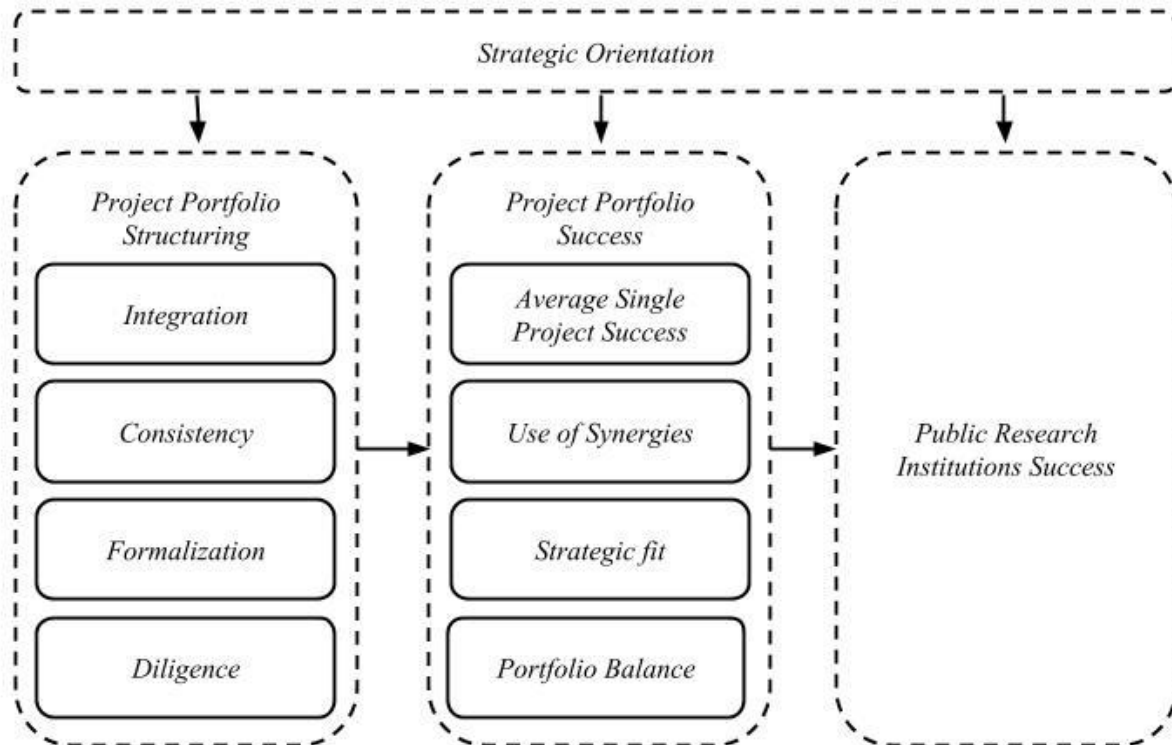 Strategic Orientation
Project Portfolio
Structuring
Integration
Consistency
Formalization
Diligence
Project Portfolio
Success
Average Single
Project Success
Use of Synergies
Strategic fit
Portfolio Balance
Public Research
Institutions Success